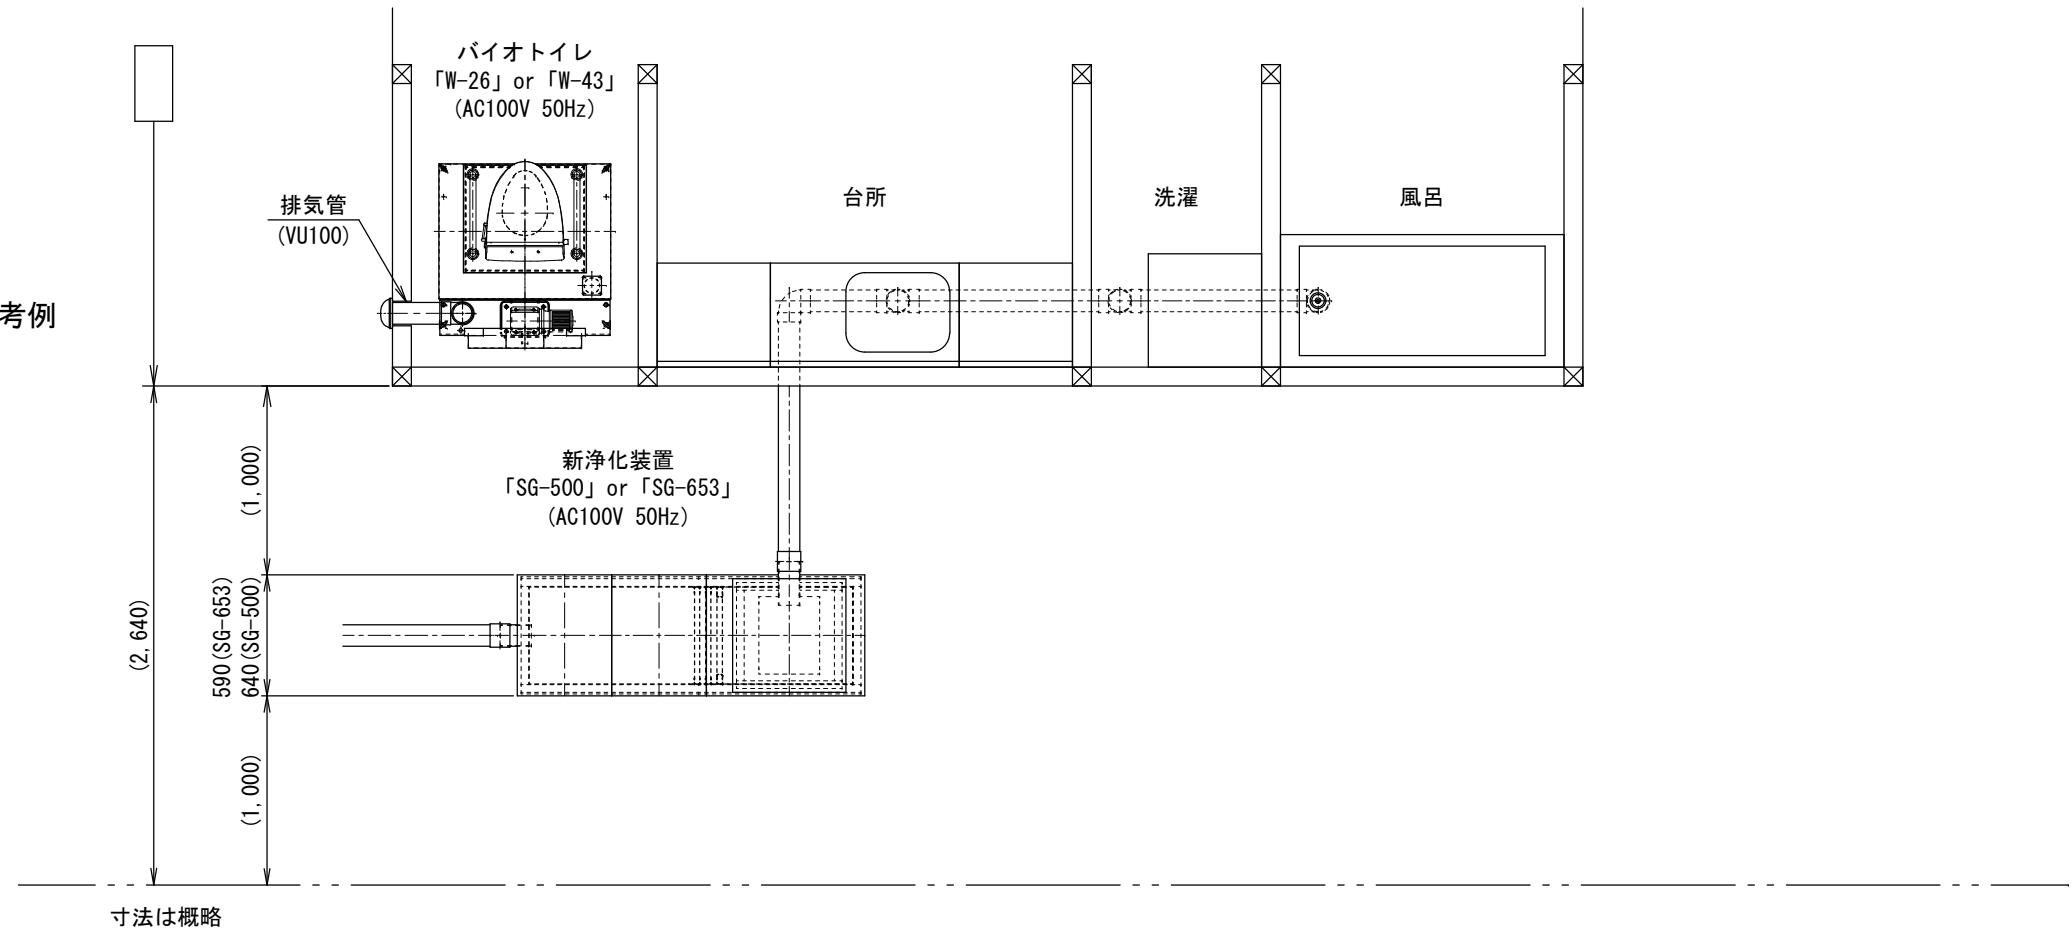 バイオトイレ
「W-26」or「W-43」
(AC100V 50Hz)
排気管
(VU100)
台所
洗濯
風呂
考例
新浄化装置
「SG-500」or「SG-653」
(AC100V 50Hz)
(1,000)
(2,640)
590(SG-653)
640(SG-500)
(1,000)
寸法は概略